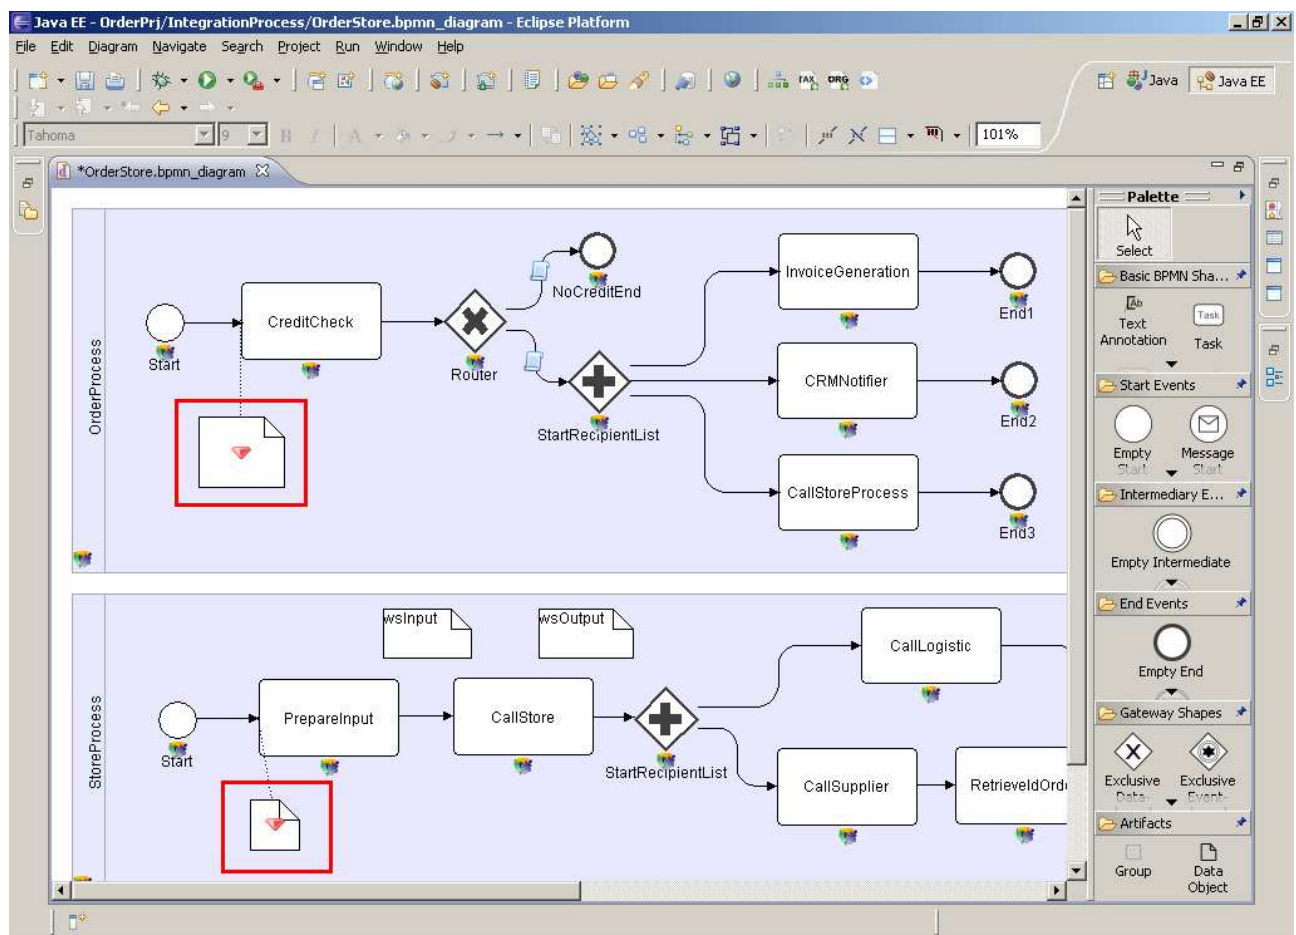 Java EE - OrderPrj/IntegrationProcess/OrderStore.bpmn_diagram - Eclipse Platform
File Edit Diagram Navigate Search Project Run Window Help
Java Java EE
Tahoma 9 B I A 101%
*OrderStore.bpmn_diagram
OrderProcess
Start
CreditCheck
Router
NoCreditEnd
StartRecipientList
InvoiceGeneration
End1
CRMNotifier
End2
CallStoreProcess
End3
StoreProcess
wsInput
wsOutput
Start
PrepareInput
CallStore
StartRecipientList
CallLogistic
CallSupplier
RetrieveIdOrde
Palette
Select
Basic BPMN Sha...
Text
Annotation
Task
Task
Start Events
Empty
Start
Message
Start
Intermediary E...
Empty Intermediate
End Events
Empty End
Gateway Shapes
Exclusive
Data-
Exclusive
Event-
Artifacts
Group
Data
Object